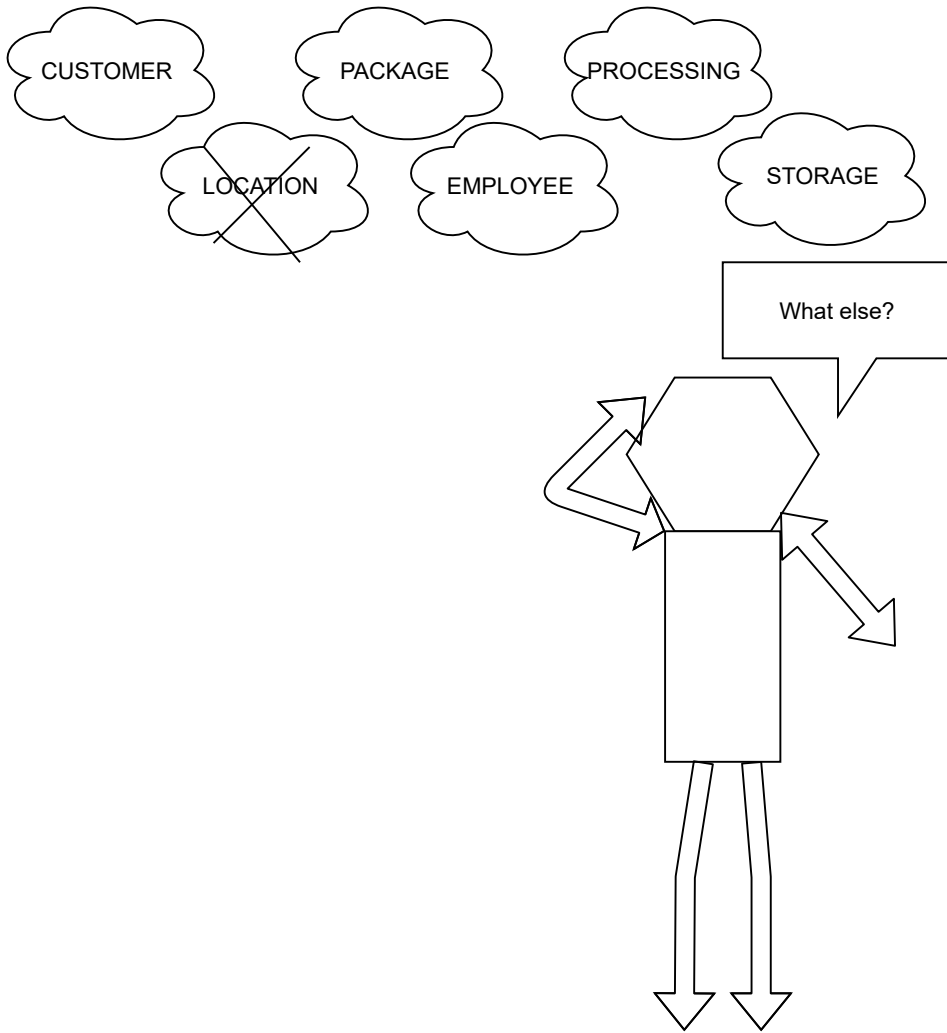 CUSTOMER
PACKAGE
PROCESSING
LOCATION
EMPLOYEE
STORAGE
What else?